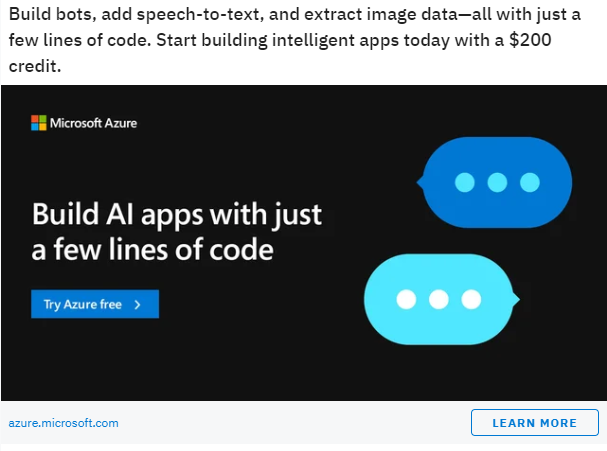 Build bots, add speech-to-text, and extract image data—all with just a
few lines of code. Start building intelligent apps today with a $200
credit.
Microsoft Azure
Build AI apps with just
a few lines of code
Try Azure free >
azure.microsoft.com
LEARN MORE